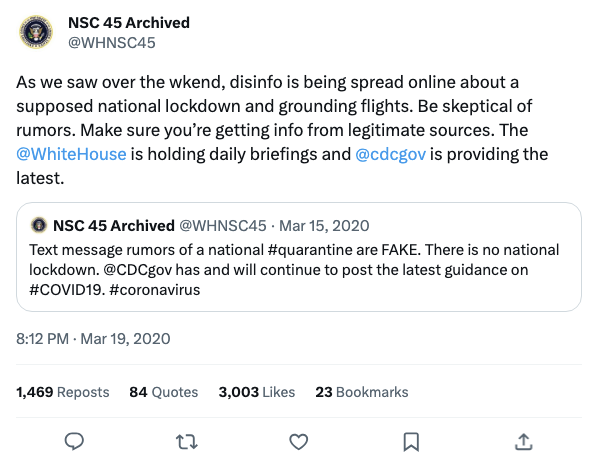 NSC 45 Archived
@WHNSC45
As we saw over the wkend, disinfo is being spread online about a
supposed national lockdown and grounding flights. Be skeptical of
rumors. Make sure you’re getting info from legitimate sources. The
@WhiteHouse is holding daily briefings and @cdcgov is providing the
latest.
NSC 45 Archived @WHNSC45 · Mar 15, 2020
Text message rumors of a national #quarantine are FAKE. There is no national
lockdown. @CDCgov has and will continue to post the latest guidance on
#COVID19. #coronavirus
8:12 PM · Mar 19, 2020
1,469 Reposts 84 Quotes 3,003 Likes 23 Bookmarks